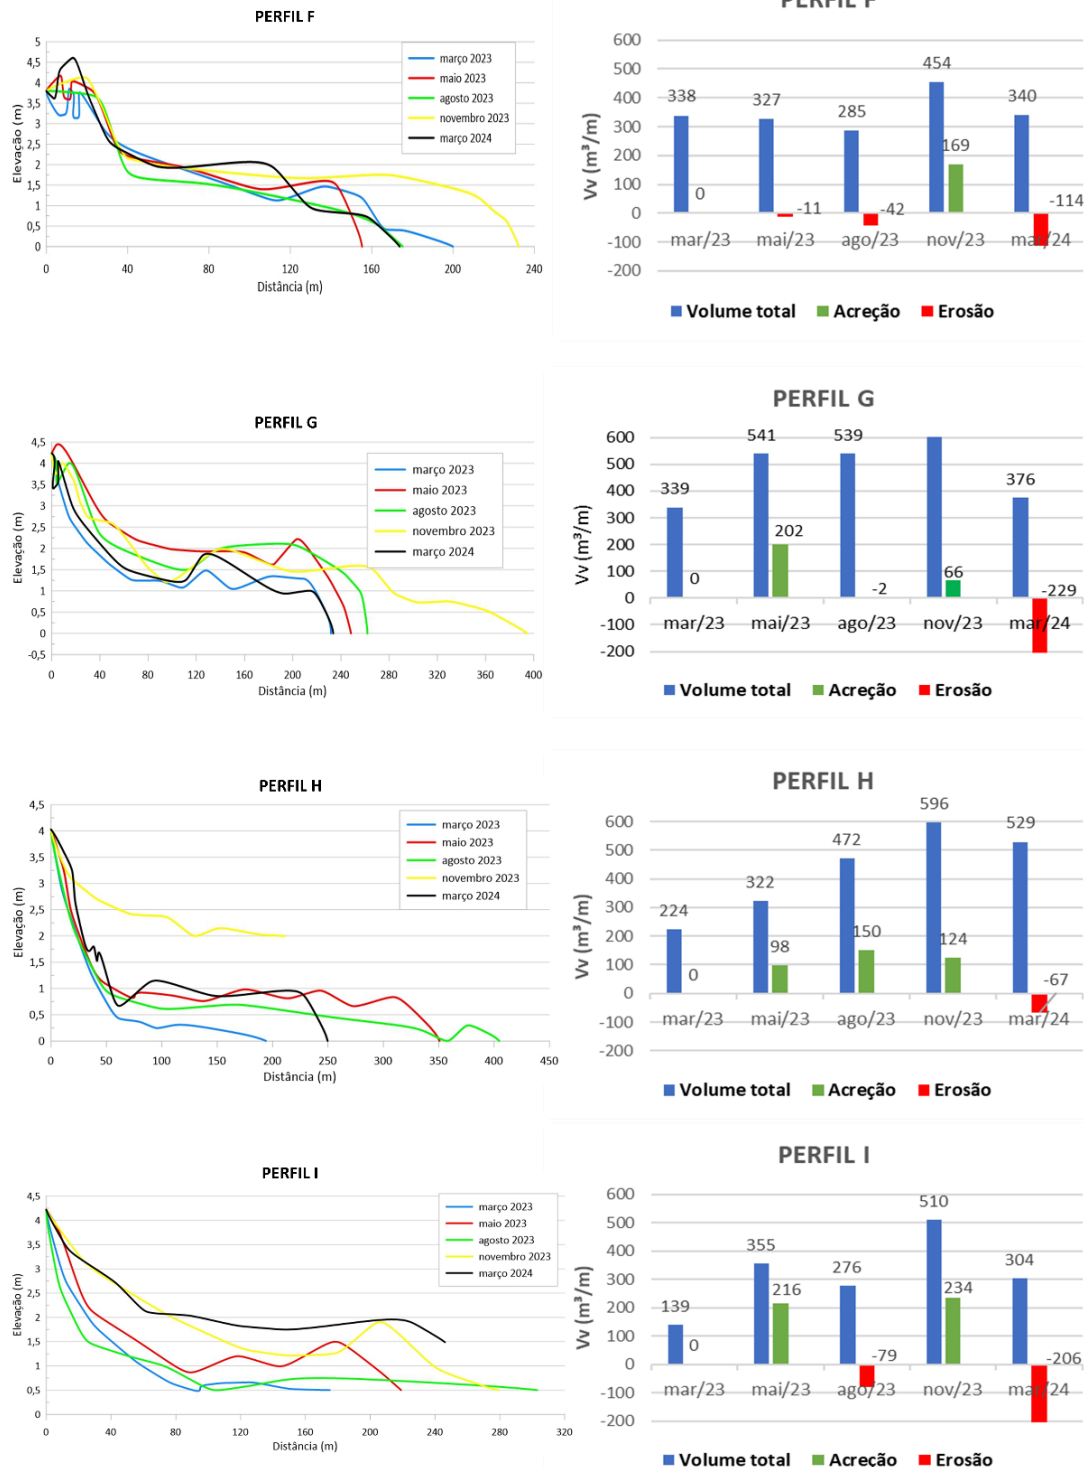 PERFIL F
5
4,5
4
3,5
3
2,5
2
1,5
1
0,5
0
Elevação (m)
0 40 80 120 160 200 240
Distância (m)
março 2023
maio 2023
agosto 2023
novembro 2023
março 2024
PERFIL F
600
500
400
300
200
100
0
-100
-200
Vv (m³/m)
338 0
327 -11
285 -42
454 169
340 -114
mar/23 mai/23 ago/23 nov/23 mar/24
Volume total Acreção Erosão
PERFIL G
4,5
4
3,5
3
2,5
2
1,5
1
0,5
0
-0,5
Elevação (m)
0 40 80 120 160 200 240 280 320 360 400
Distância (m)
março 2023
maio 2023
agosto 2023
novembro 2023
março 2024
PERFIL G
600
500
400
300
200
100
0
-100
-200
Vv (m³/m)
339 0
541 202
539 -2
66
376 -229
mar/23 mai/23 ago/23 nov/23 mar/24
Volume total Acreção Erosão
PERFIL H
4,5
4
3,5
3
2,5
2
1,5
1
0,5
0
Elevação (m)
0 50 100 150 200 250 300 350 400 450
Distância (m)
março 2023
maio 2023
agosto 2023
novembro 2023
março 2024
PERFIL H
600
500
400
300
200
100
0
-100
-200
Vv (m³/m)
224 0
322 98
472 150
596 124
529 -67
mar/23 mai/23 ago/23 nov/23 mar/24
Volume total Acreção Erosão
PERFIL I
4,5
4
3,5
3
2,5
2
1,5
1
0,5
0
Elevação (m)
0 40 80 120 160 200 240 280 320
Distância (m)
março 2023
maio 2023
agosto 2023
novembro 2023
março 2024
PERFIL I
600
500
400
300
200
100
0
-100
-200
Vv (m³/m)
139 0
355 216
276 -79
510 234
304 -206
mar/23 mai/23 ago/23 nov/23 mar/24
Volume total Acreção Erosão